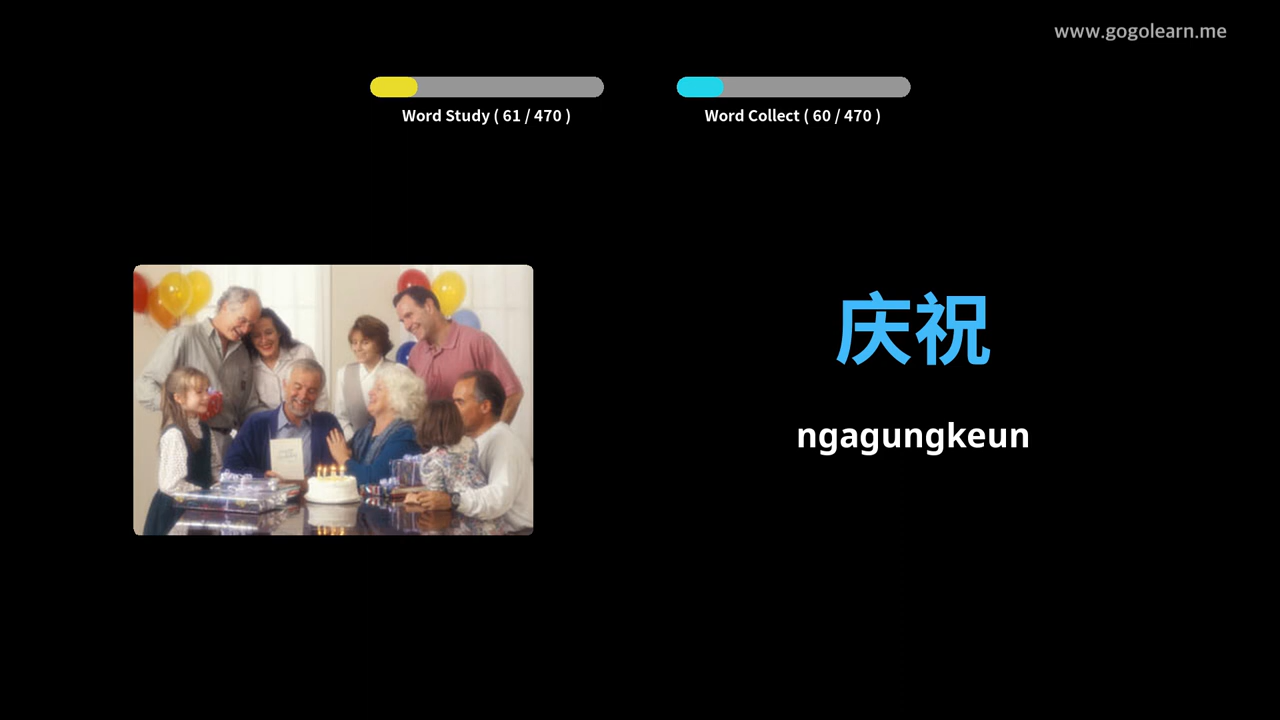 www.gogolearn.me
Word Study ( 61 / 470 )
Word Collect ( 60 / 470 )
庆祝
ngagungkeun